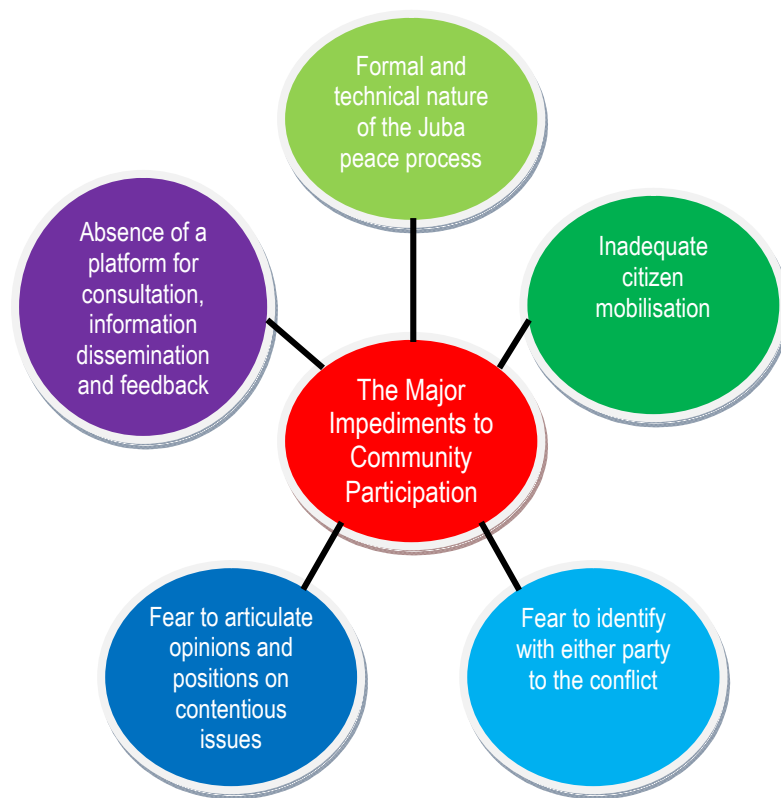 Formal and
technical nature
of the Juba
peace process
Absence of a
platform for
consultation,
information
dissemination
and feedback
Inadequate
citizen
mobilisation
The Major
Impediments to
Community
Participation
Fear to articulate
opinions and
positions on
contentious
issues
Fear to identify
with either party
to the conflict